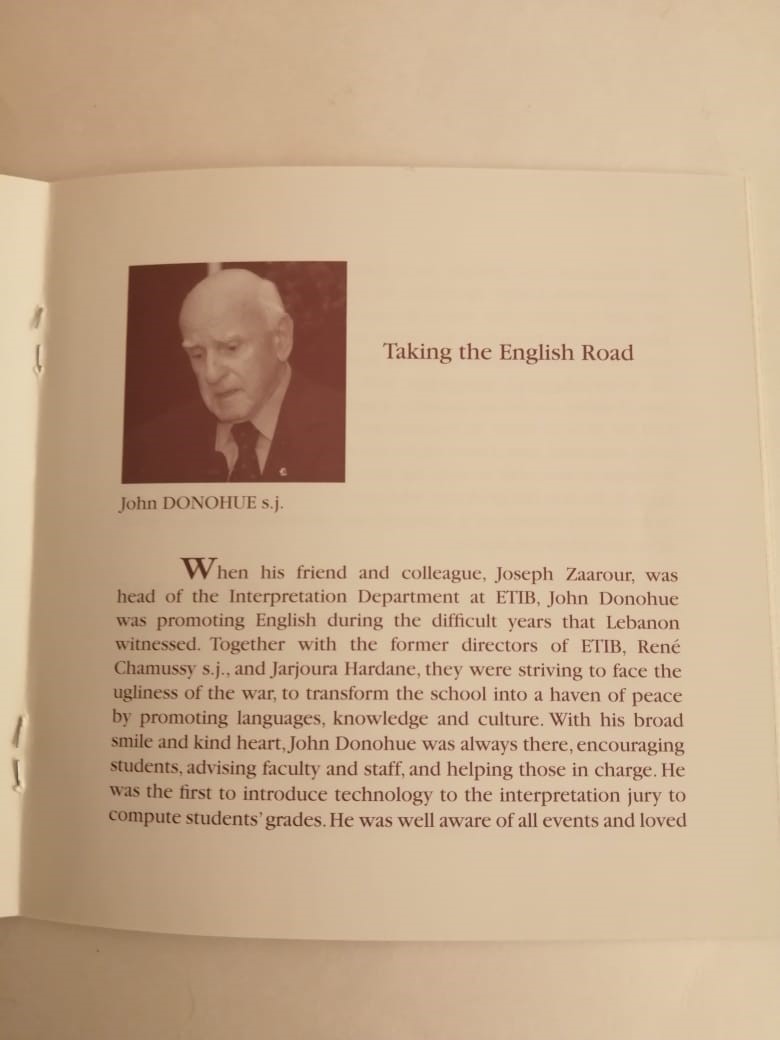 Taking the English Road
John DONOHUE s.j.
When his friend and colleague, Joseph Zaarour, was
head of the Interpretation Department at ETIB, John Donohue
was promoting English during the difficult years that Lebanon
witnessed. Together with the former directors of ETIB, René
Chamussy s.j., and Jarjoura Hardane, they were striving to face the
ugliness of the war, to transform the school into a haven of peace
by promoting languages, knowledge and culture. With his broad
smile and kind heart, John Donohue was always there, encouraging
students, advising faculty and staff, and helping those in charge. He
was the first to introduce technology to the interpretation jury to
compute students' grades. He was well aware of all events and loved